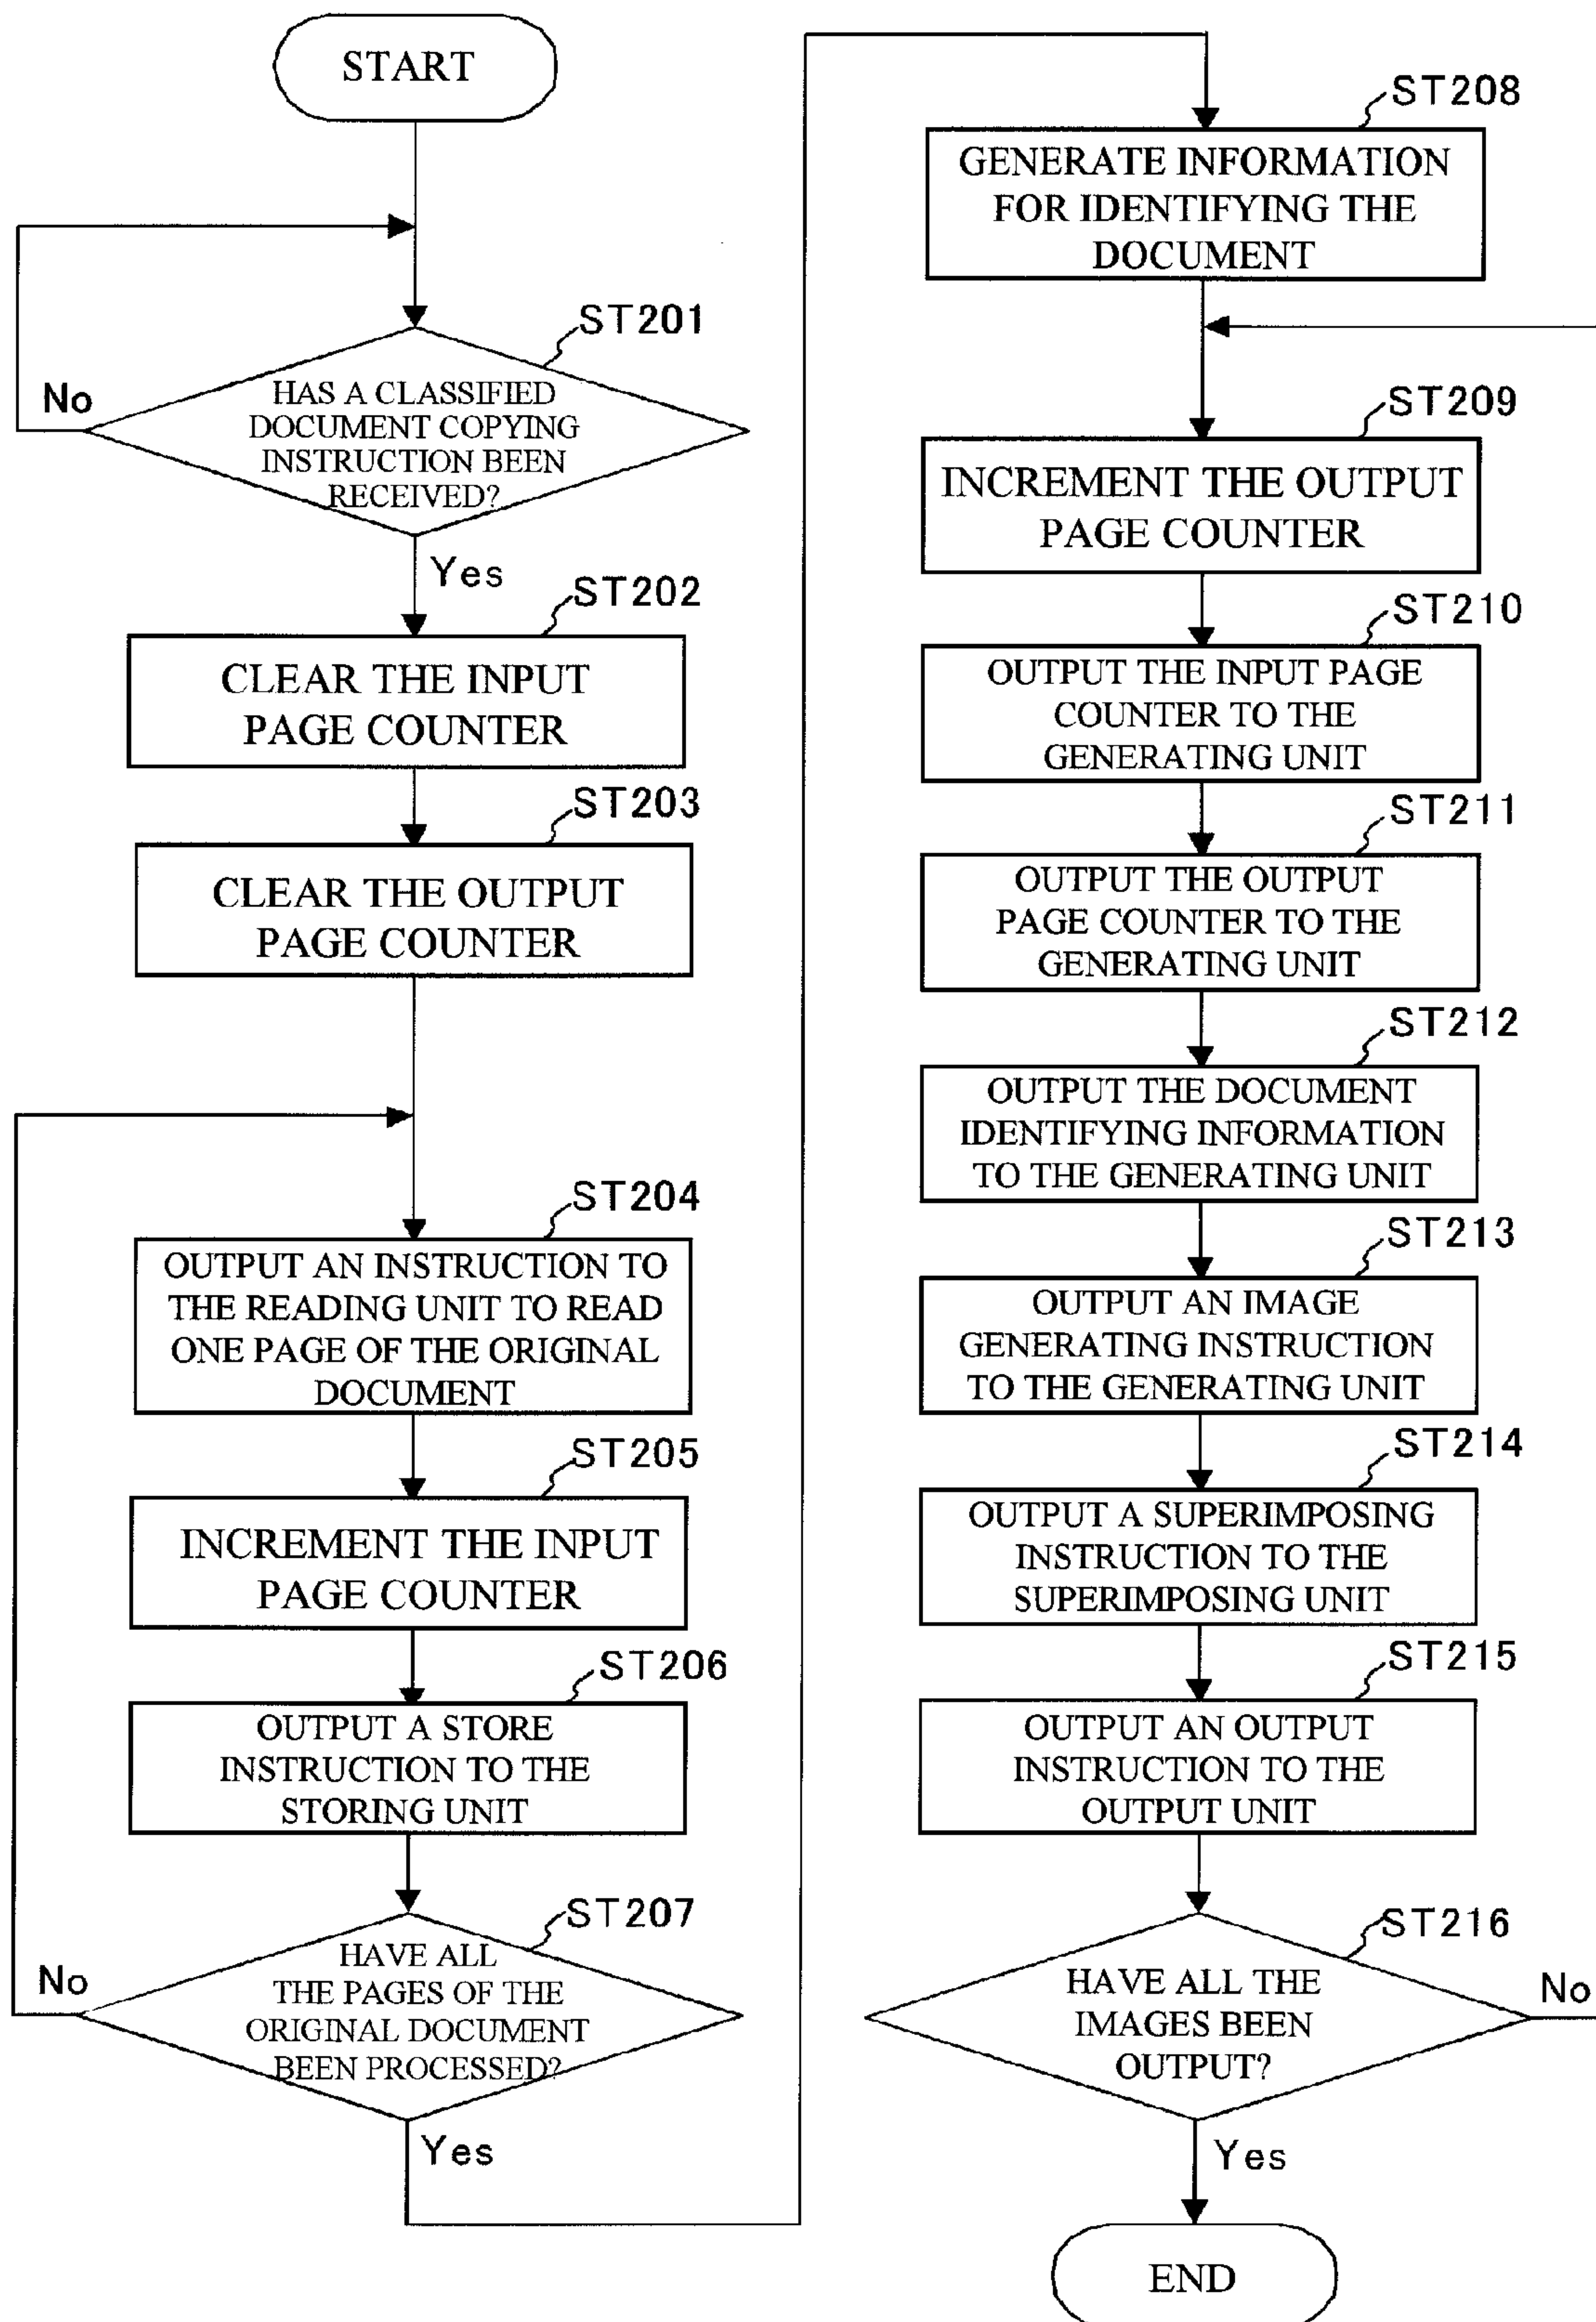 START
ST201
No
HAS A CLASSIFIED
DOCUMENT COPYING
INSTRUCTION BEEN
RECEIVED?
Yes
ST202
CLEAR THE INPUT
PAGE COUNTER
ST203
CLEAR THE OUTPUT
PAGE COUNTER
ST204
OUTPUT AN INSTRUCTION TO
THE READING UNIT TO READ
ONE PAGE OF THE ORIGINAL
DOCUMENT
ST205
INCREMENT THE INPUT
PAGE COUNTER
ST206
OUTPUT A STORE
INSTRUCTION TO THE
STORING UNIT
ST207
No
HAVE ALL
THE PAGES OF THE
ORIGINAL DOCUMENT
BEEN PROCESSED?
Yes
ST208
GENERATE INFORMATION
FOR IDENTIFYING THE
DOCUMENT
ST209
INCREMENT THE OUTPUT
PAGE COUNTER
ST210
OUTPUT THE INPUT PAGE
COUNTER TO THE
GENERATING UNIT
ST211
OUTPUT THE OUTPUT
PAGE COUNTER TO THE
GENERATING UNIT
ST212
OUTPUT THE DOCUMENT
IDENTIFYING INFORMATION
TO THE GENERATING UNIT
ST213
OUTPUT AN IMAGE
GENERATING INSTRUCTION
TO THE GENERATING UNIT
ST214
OUTPUT A SUPERIMPOSING
INSTRUCTION TO THE
SUPERIMPOSING UNIT
ST215
OUTPUT AN OUTPUT
INSTRUCTION TO THE
OUTPUT UNIT
ST216
HAVE ALL THE
IMAGES BEEN
OUTPUT?
No
Yes
END